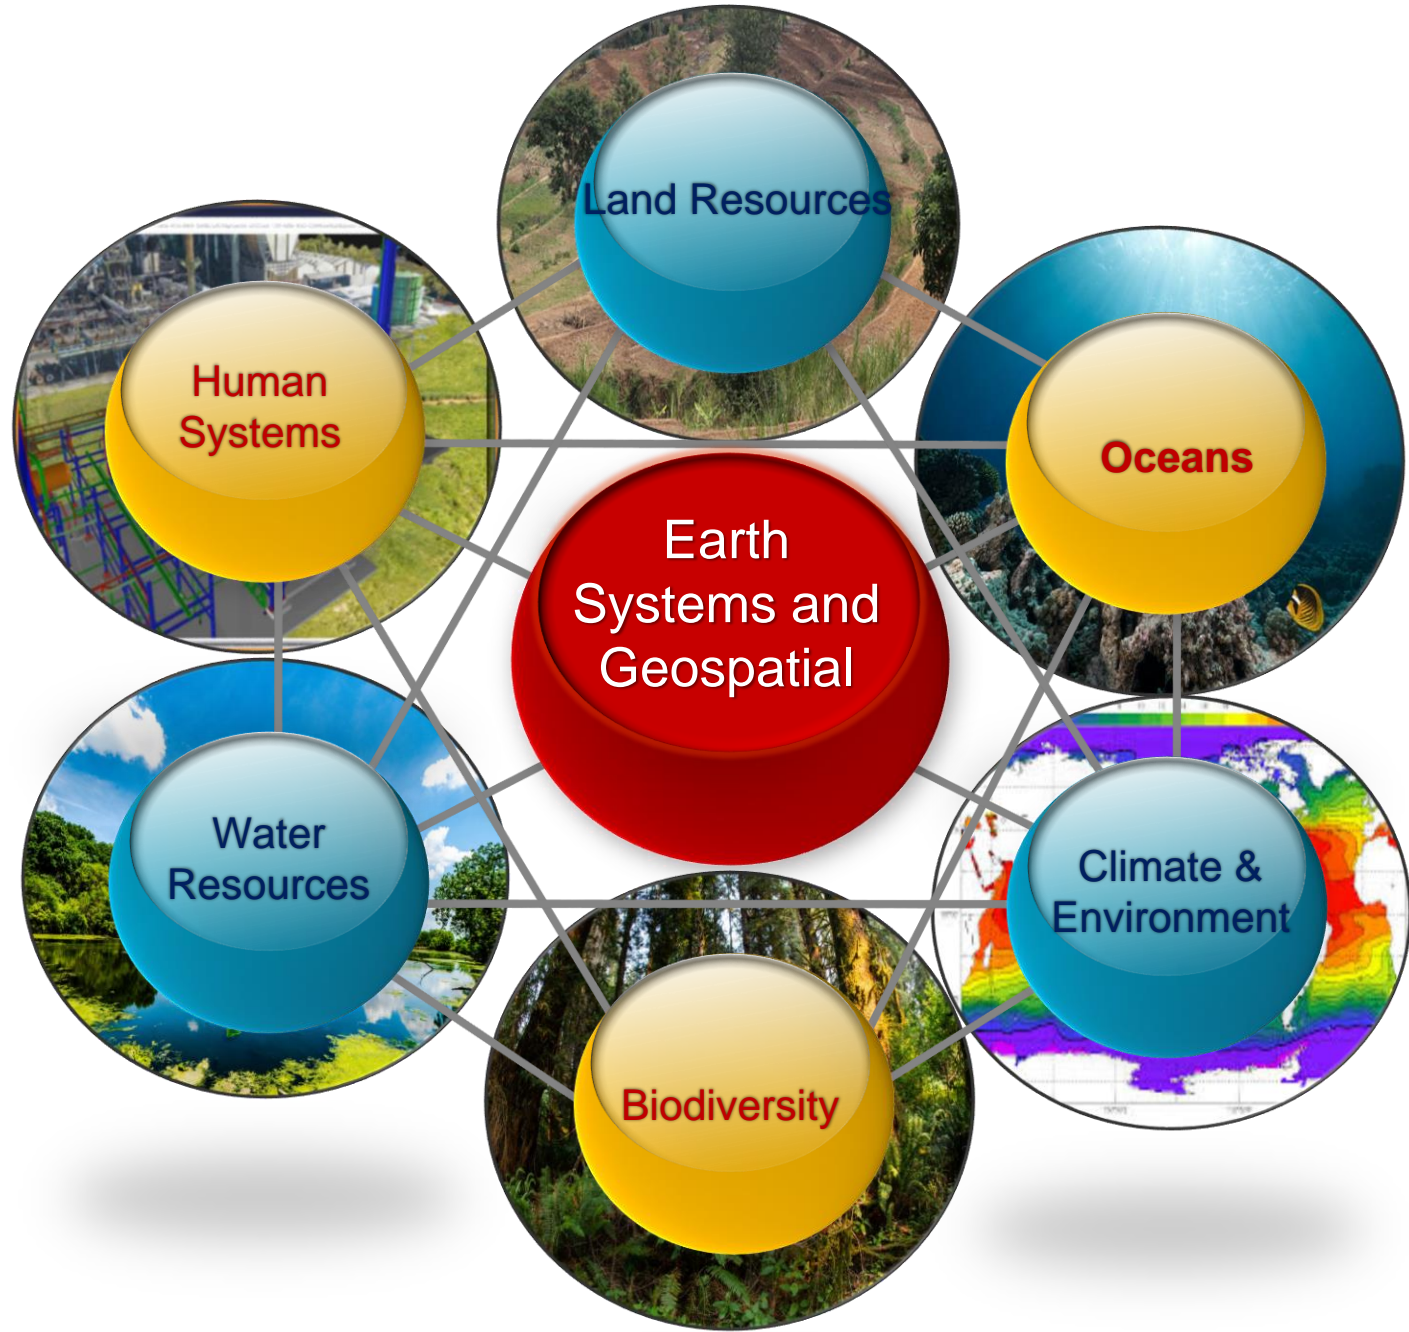 Land Resources
Human
Systems
Oceans
Earth
Systems and
Geospatial
Water
Resources
Climate &
Environment
Biodiversity